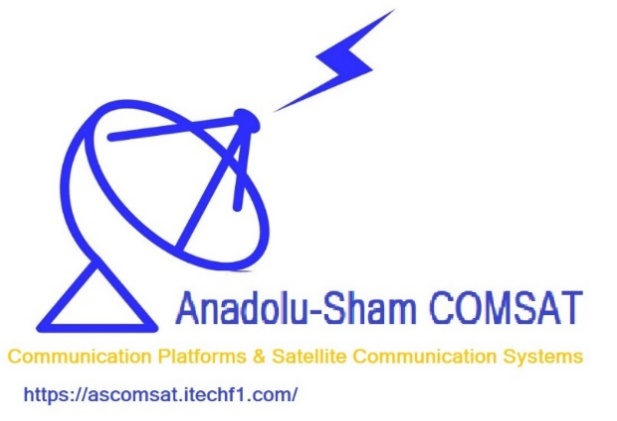 Anadolu-Sham COMSAT
Communication Platforms & Satellite Communication Systems
https://ascomsat.itechf1.com/